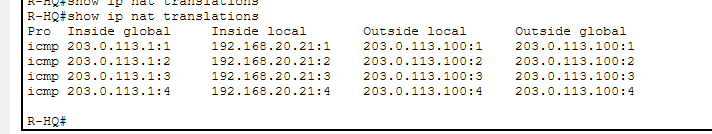 R-HQ#show ip nat translations
R-HQ#show ip nat translations
Pro  Inside global     Inside local       Outside local      Outside global
icmp 203.0.113.1:1     192.168.20.21:1    203.0.113.100:1    203.0.113.100:1
icmp 203.0.113.1:2     192.168.20.21:2    203.0.113.100:2    203.0.113.100:2
icmp 203.0.113.1:3     192.168.20.21:3    203.0.113.100:3    203.0.113.100:3
icmp 203.0.113.1:4     192.168.20.21:4    203.0.113.100:4    203.0.113.100:4
R-HQ#